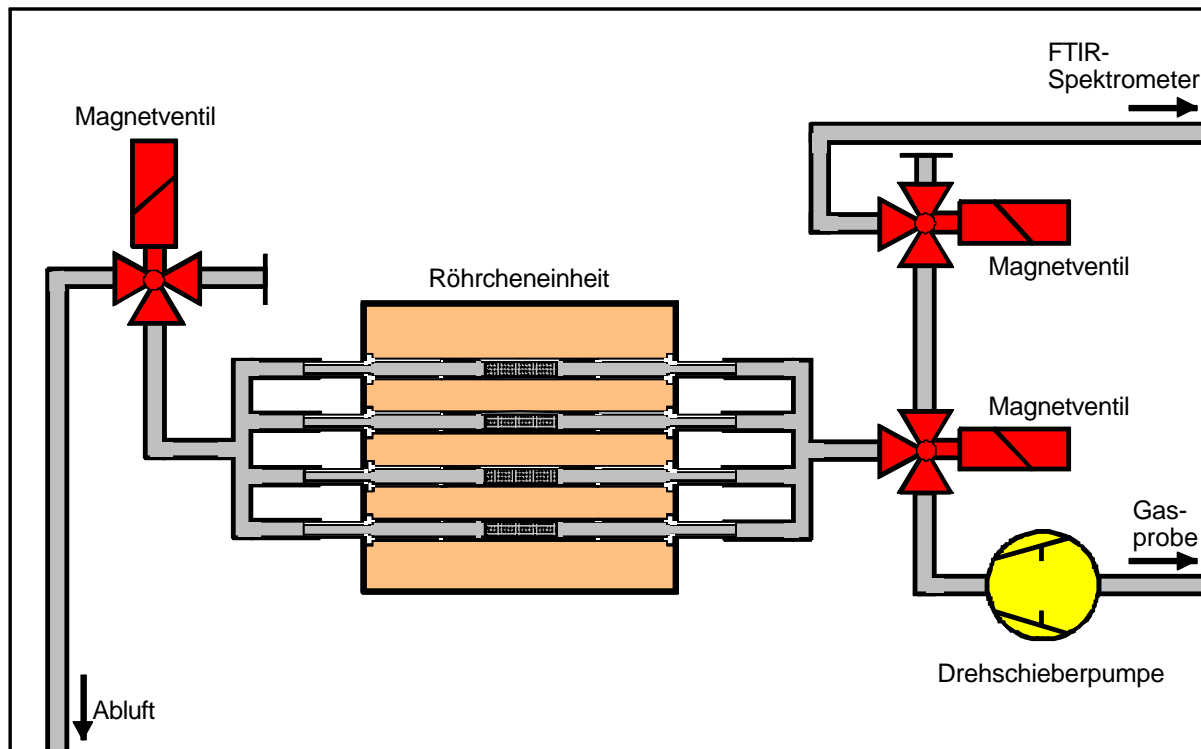 FTIR-
Spektrometer
Magnetventil
Röhrcheneinheit
Magnetventil
Magnetventil
Gas-
probe
Drehschieberpumpe
Abluft